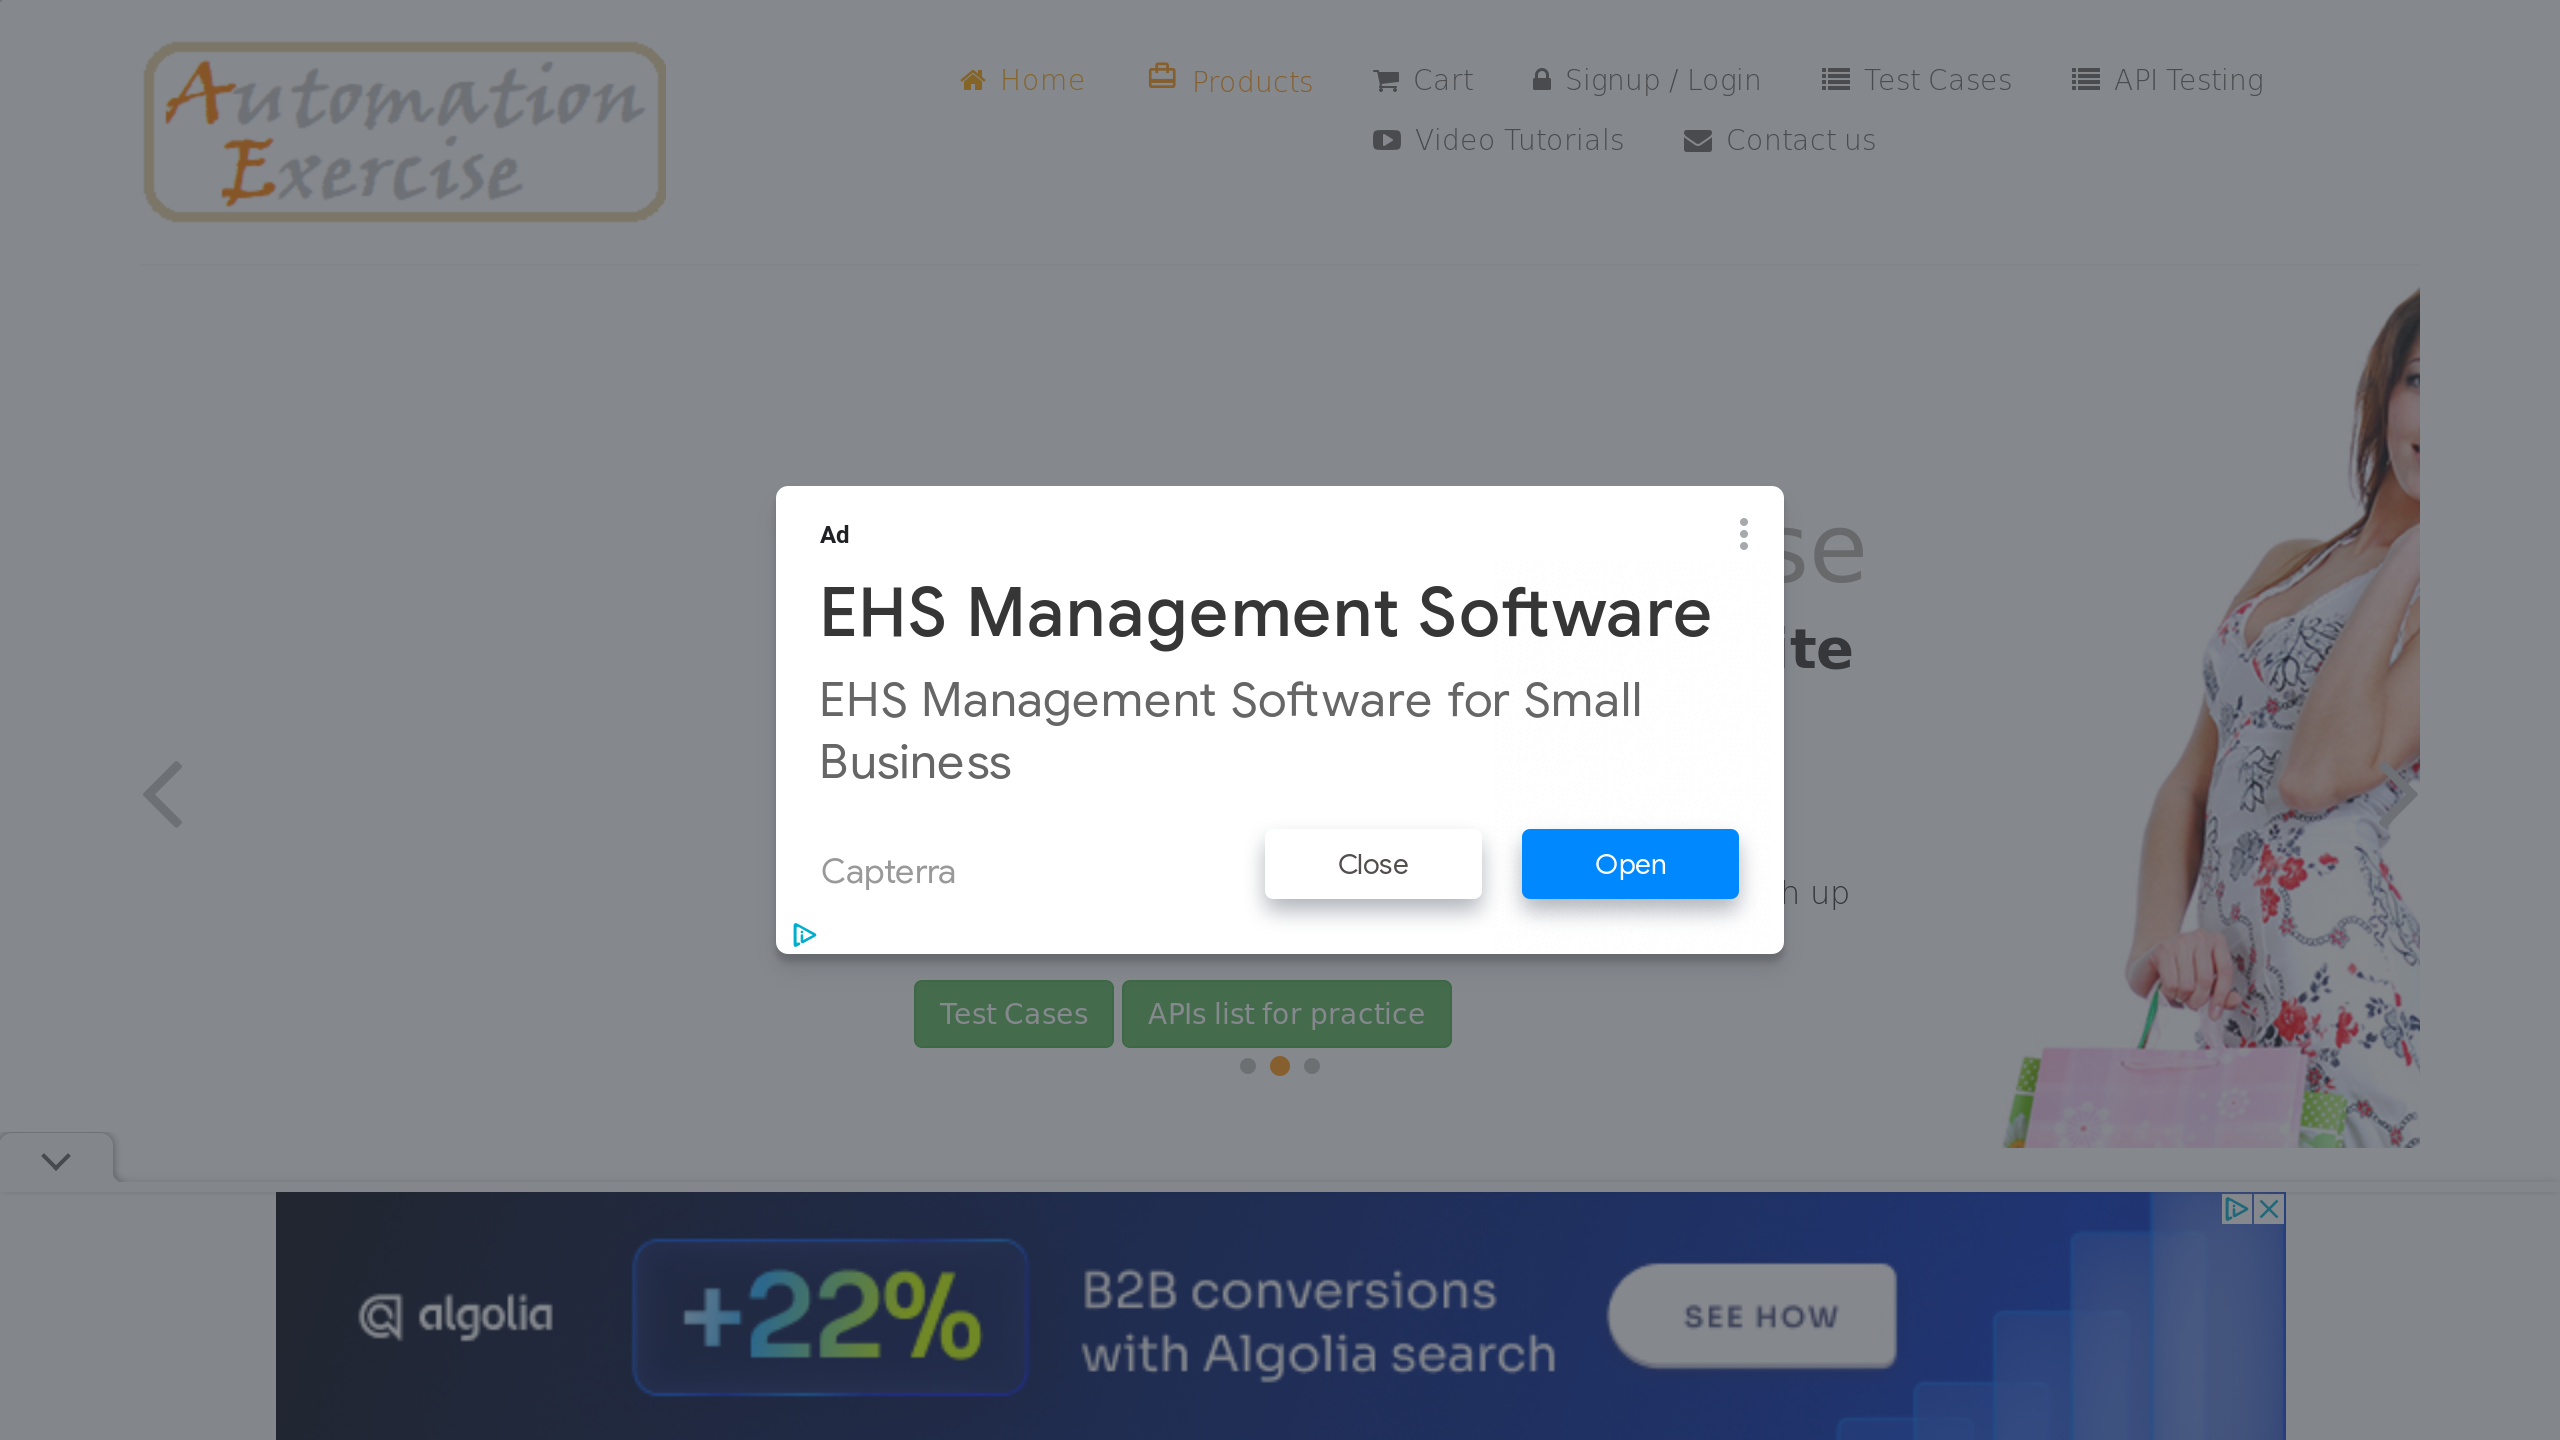 Automation
Exercise
Home
Products
Cart
Signup / Login
Test Cases
API Testing
Video Tutorials
Contact us
Ad
EHS Management Software
EHS Management Software for Small
Business
Capterra
Close
Open
se
ite
up
Test Cases
APIs list for practice
algolia
+22%
B2B conversions
with Algolia search
SEE HOW